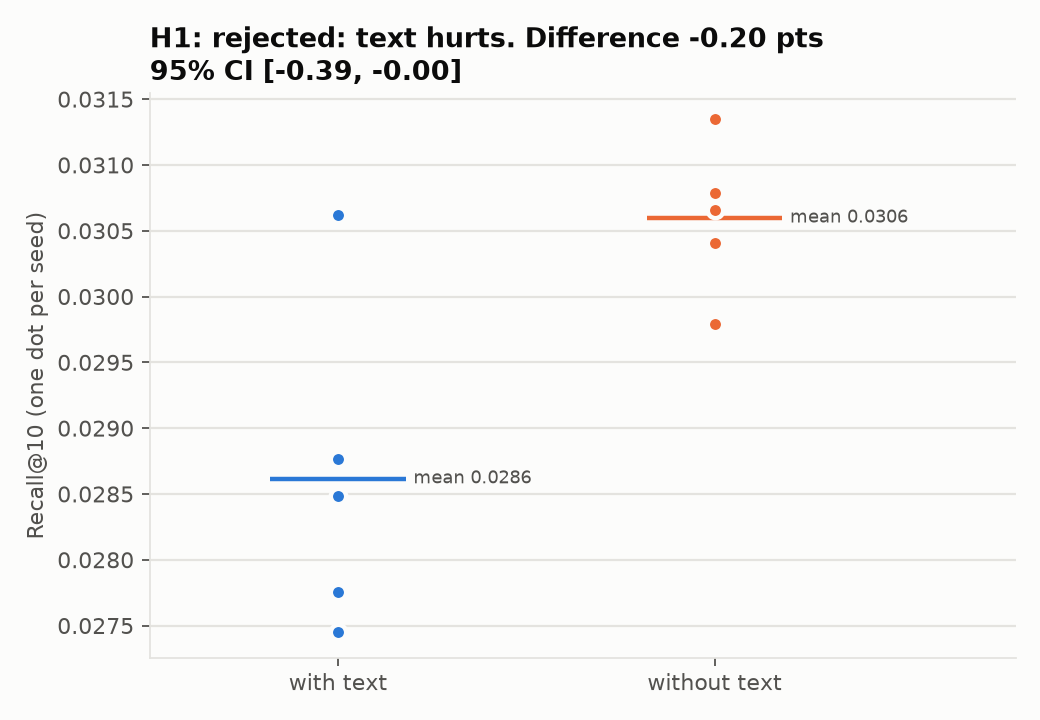 H1: rejected: text hurts. Difference -0.20 pts
95% CI [-0.39, -0.00]
Recall@10 (one dot per seed)
0.0315
0.0310
0.0305
0.0300
0.0295
0.0290
0.0285
0.0280
0.0275
mean 0.0306
mean 0.0286
with text
without text